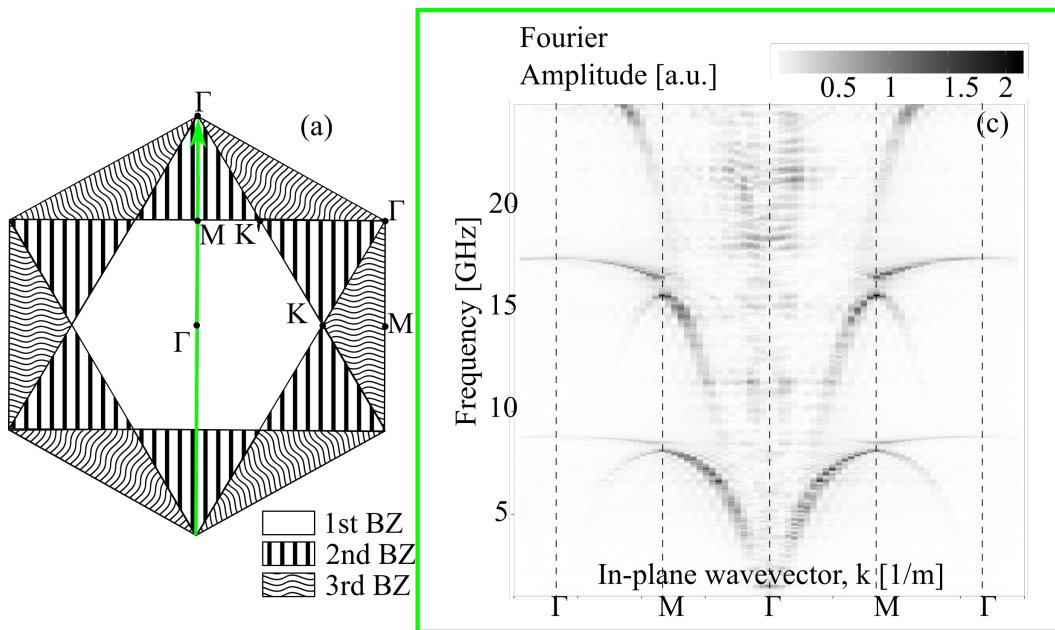 Γ
(a)
Γ
M K
K
Γ
M
1st BZ
2nd BZ
3rd BZ
Fourier
Amplitude [a.u.]
0.5 1 1.5 2
(c)
Frequency [GHz]
20
15
10
5
In-plane wavevector, k [1/m]
Γ M Γ M Γ